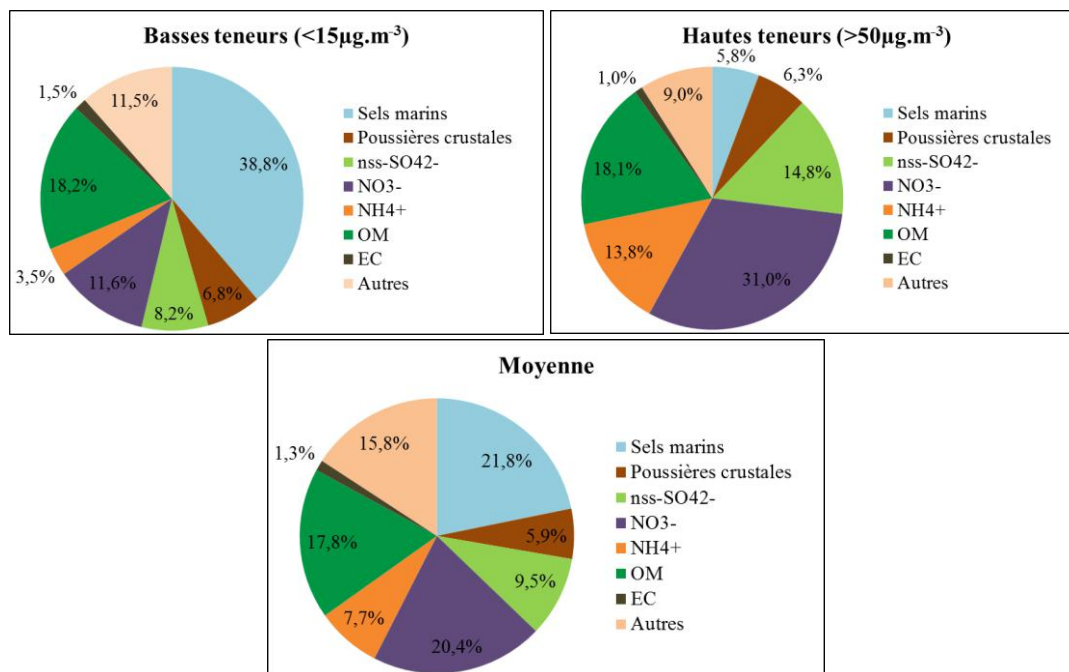 Basses teneurs (<15µg.m-3)
38,8%
6,8%
8,2%
11,6%
3,5%
18,2%
1,5%
11,5%
Sels marins
Poussières crustales
nss-SO42-
NO3-
NH4+
OM
EC
Autres
Hautes teneurs (>50µg.m-3)
5,8%
6,3%
14,8%
31,0%
13,8%
18,1%
1,0%
9,0%
Sels marins
Poussières crustales
nss-SO42-
NO3-
NH4+
OM
EC
Autres
Moyenne
21,8%
5,9%
9,5%
20,4%
7,7%
17,8%
1,3%
15,8%
Sels marins
Poussières crustales
nss-SO42-
NO3-
NH4+
OM
EC
Autres